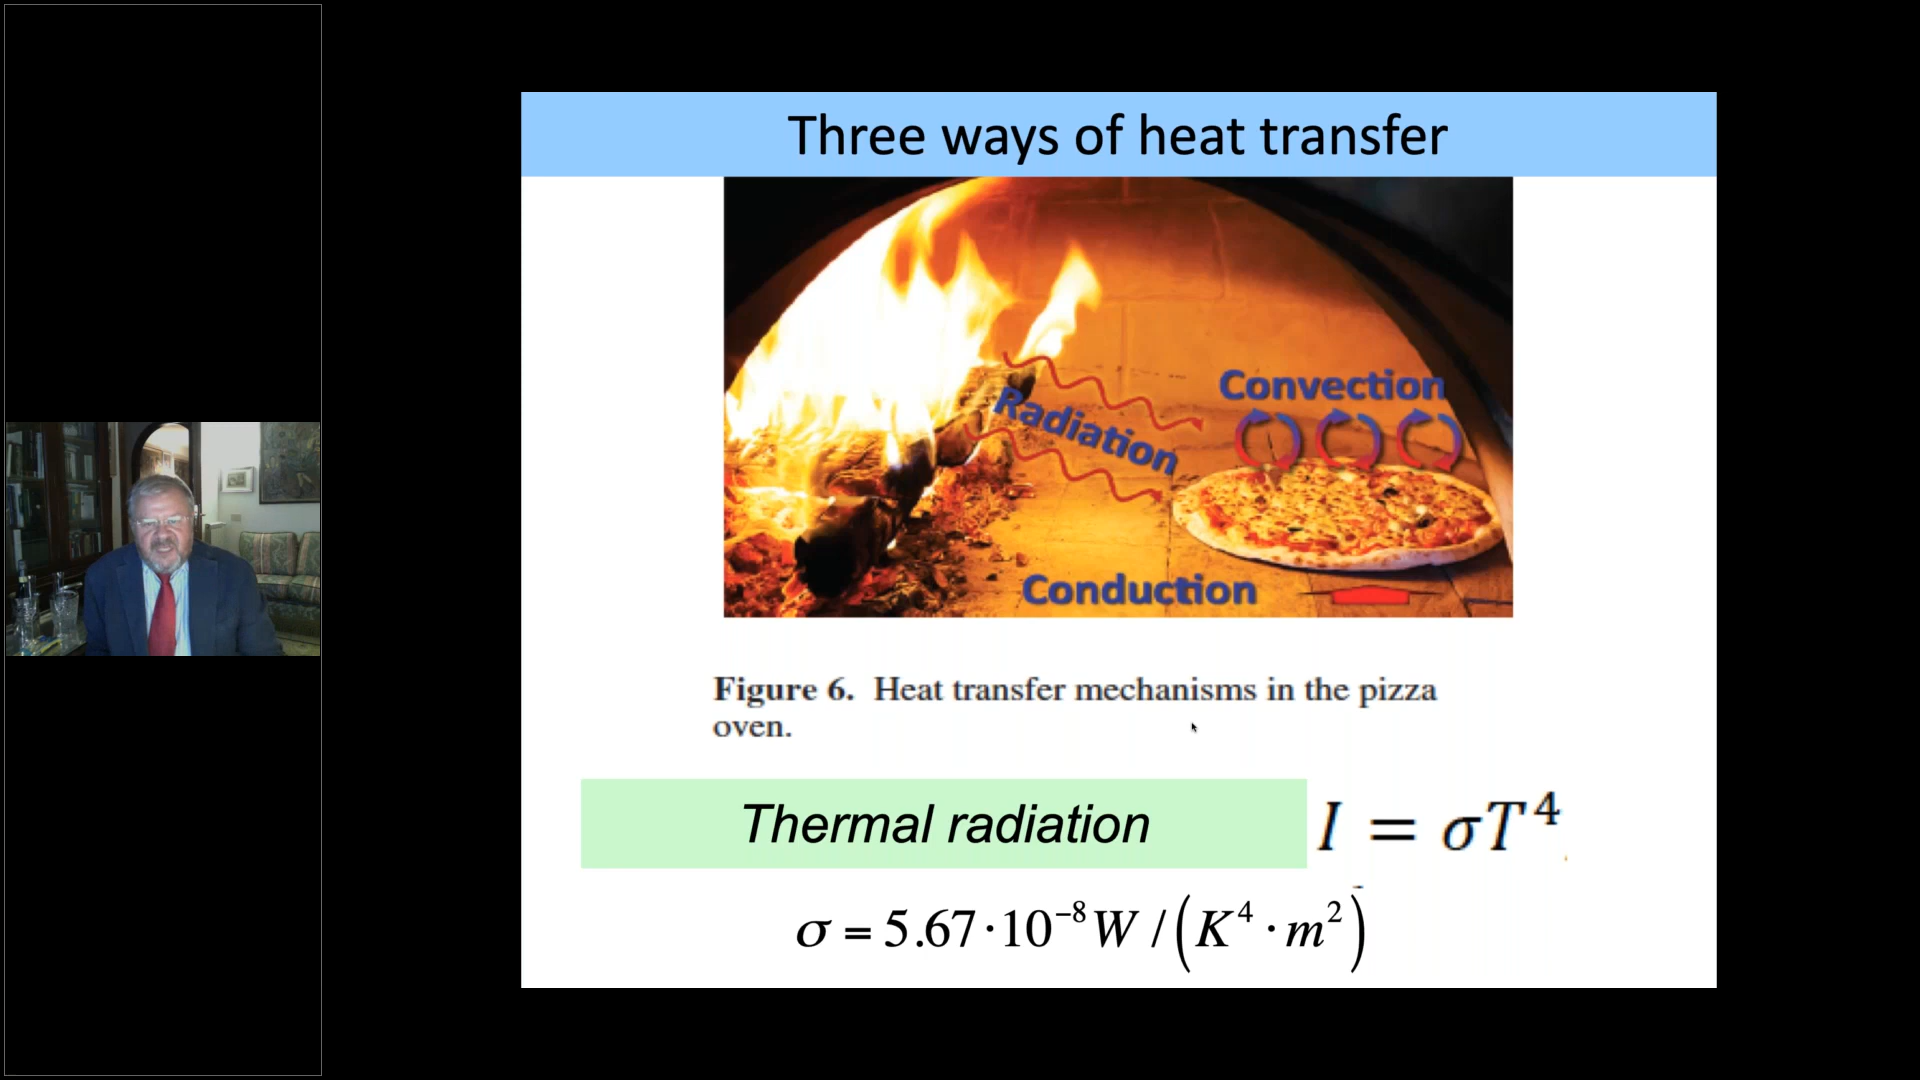 Three ways of heat transfer
Radiation
Convection
Conduction
Figure 6. Heat transfer mechanisms in the pizza
oven.
Thermal radiation
I = σT⁴
σ = 5.67·10⁻⁸ W / (K⁴ · m²)